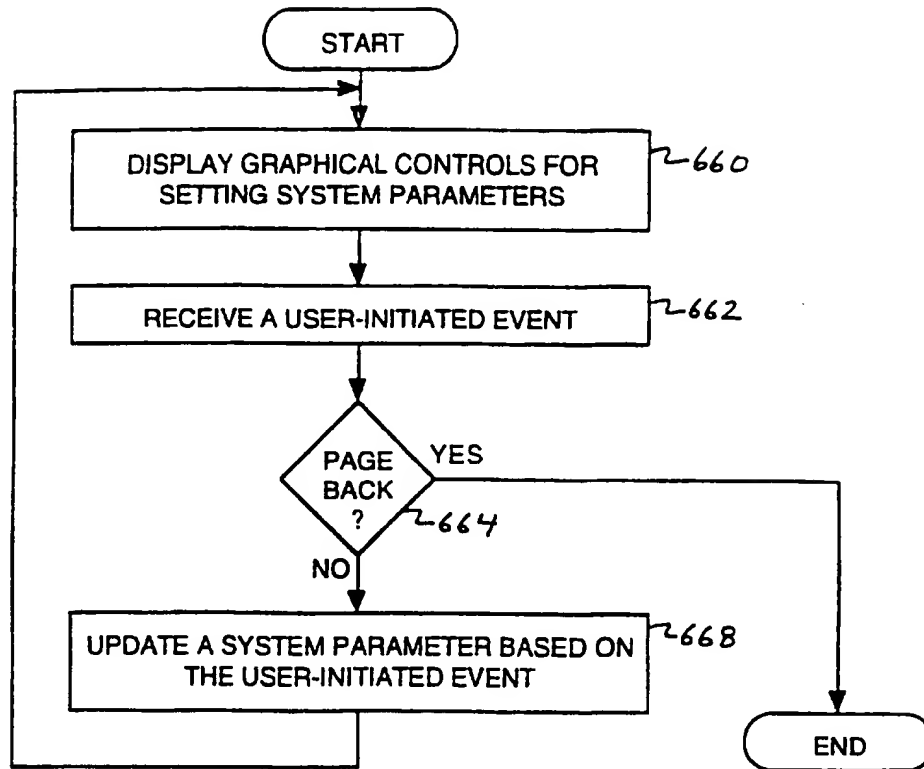 START
DISPLAY GRAPHICAL CONTROLS FOR
SETTING SYSTEM PARAMETERS
660
RECEIVE A USER-INITIATED EVENT
662
PAGE
BACK
?
YES
664
NO
UPDATE A SYSTEM PARAMETER BASED ON
THE USER-INITIATED EVENT
668
END